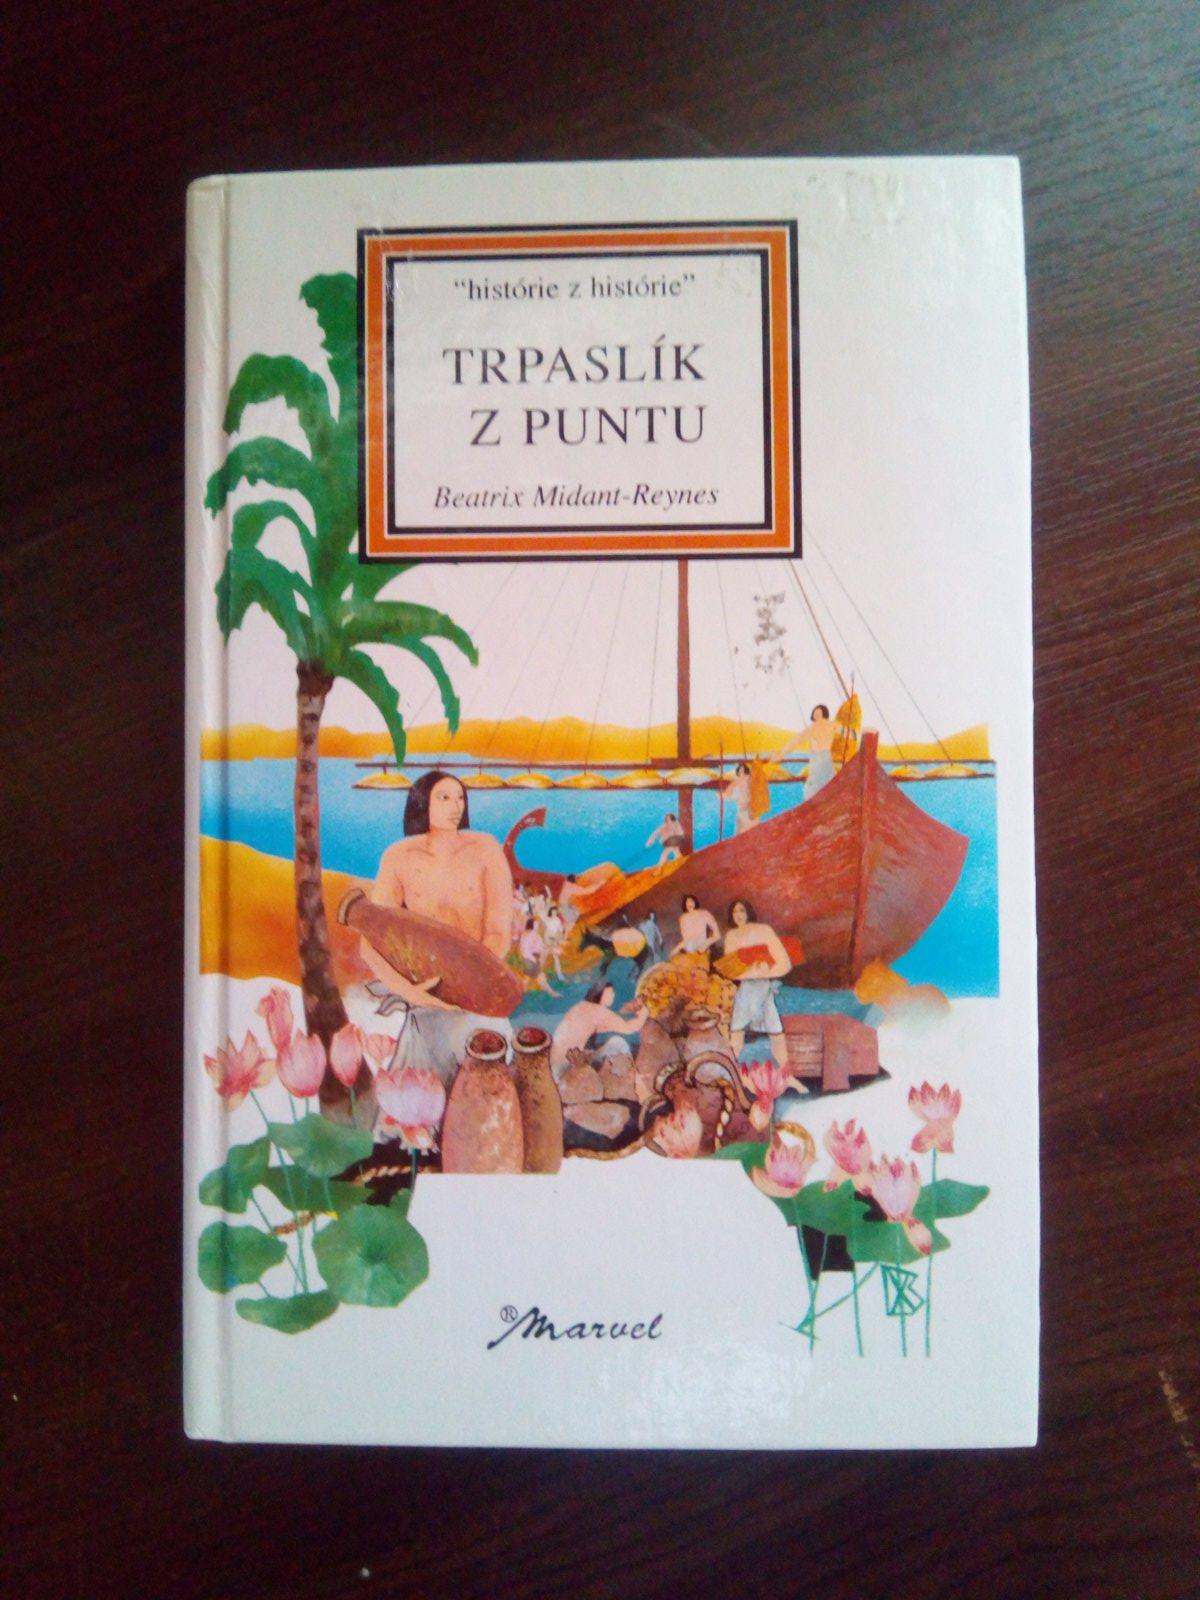 “histórie z histórie”
TRPASLÍK
Z PUNTU
Beatrix Midant-Reynes
®Marvel